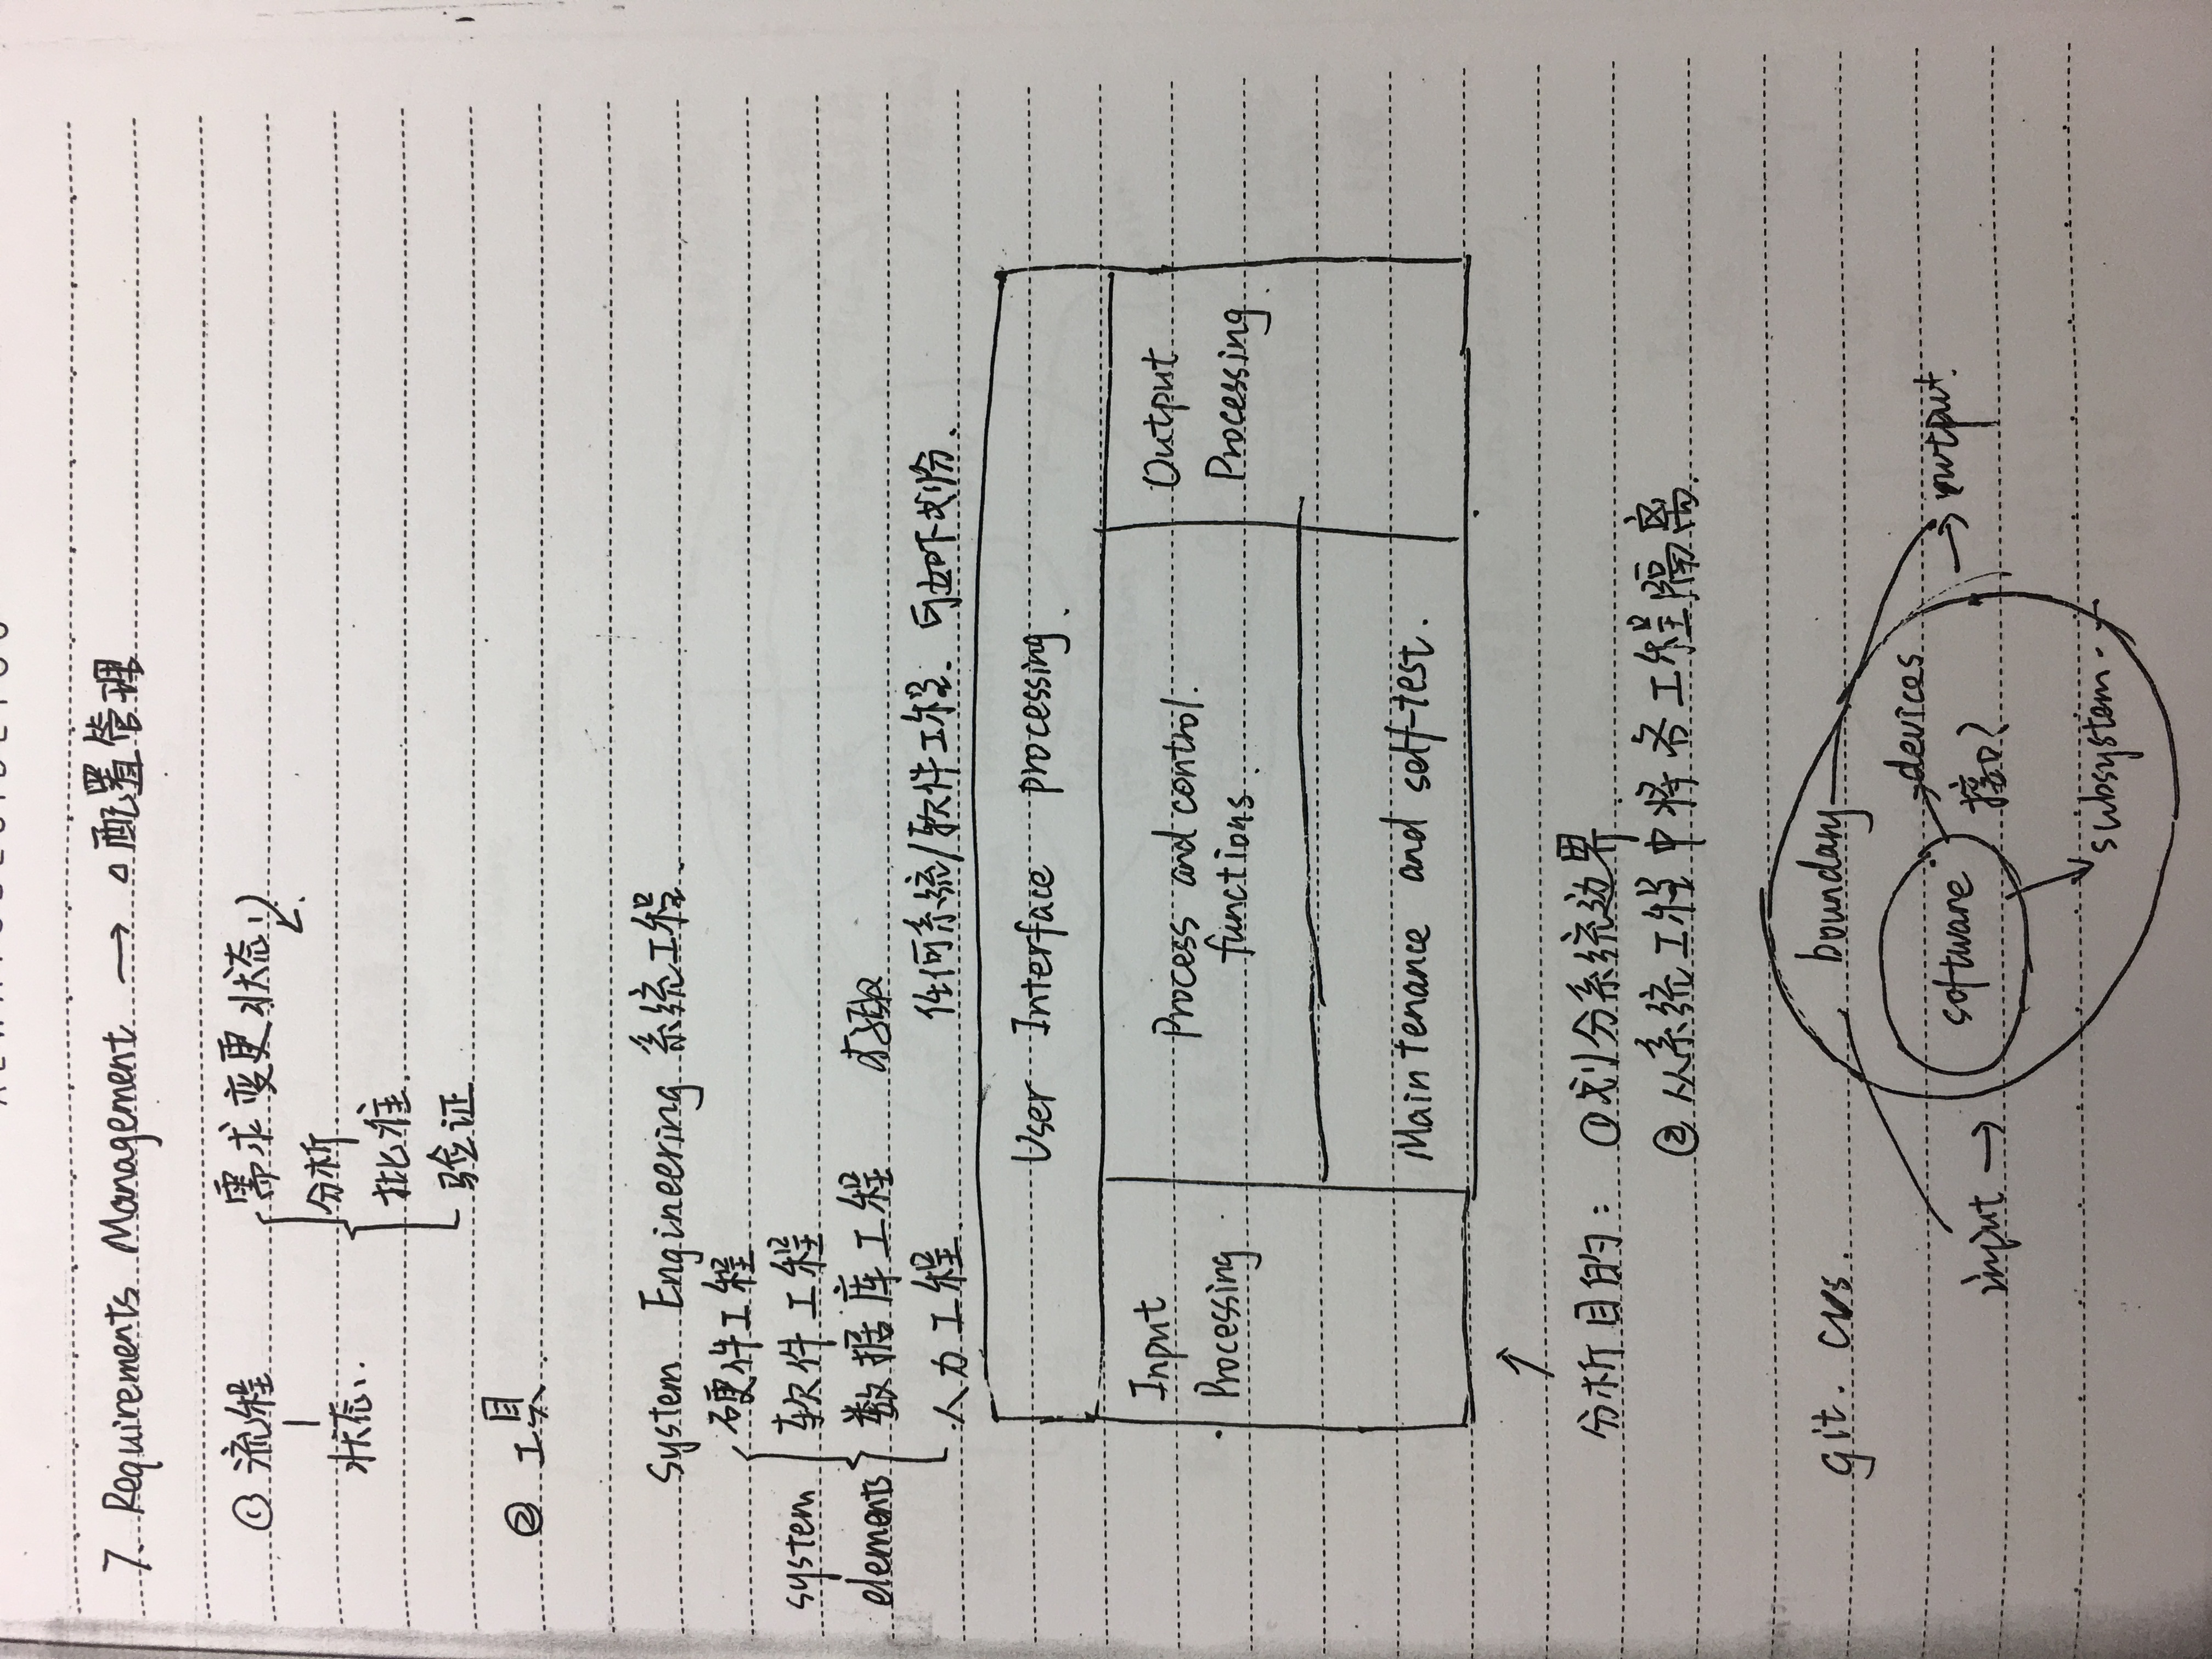 7. Requirements Management → △配置管理
① 流程
状态
需求变更状态
分析
批准
验证
② 工具
System Engineering 系统工程
system elements
硬件工程
软件工程
数据库工程 存取
人力工程
任何系统/软件工程. 可如下划分.
User Interface processing.
Input
Processing
Process and control.
functions.
Output
Processing.
Maintenance and self-test.
↑
分析目的: ①划分系统边界
②从系统工程中将各工程隔离.
git. cvs.
boundary
software
devices
接口?
input →
→ output.
subsystem.